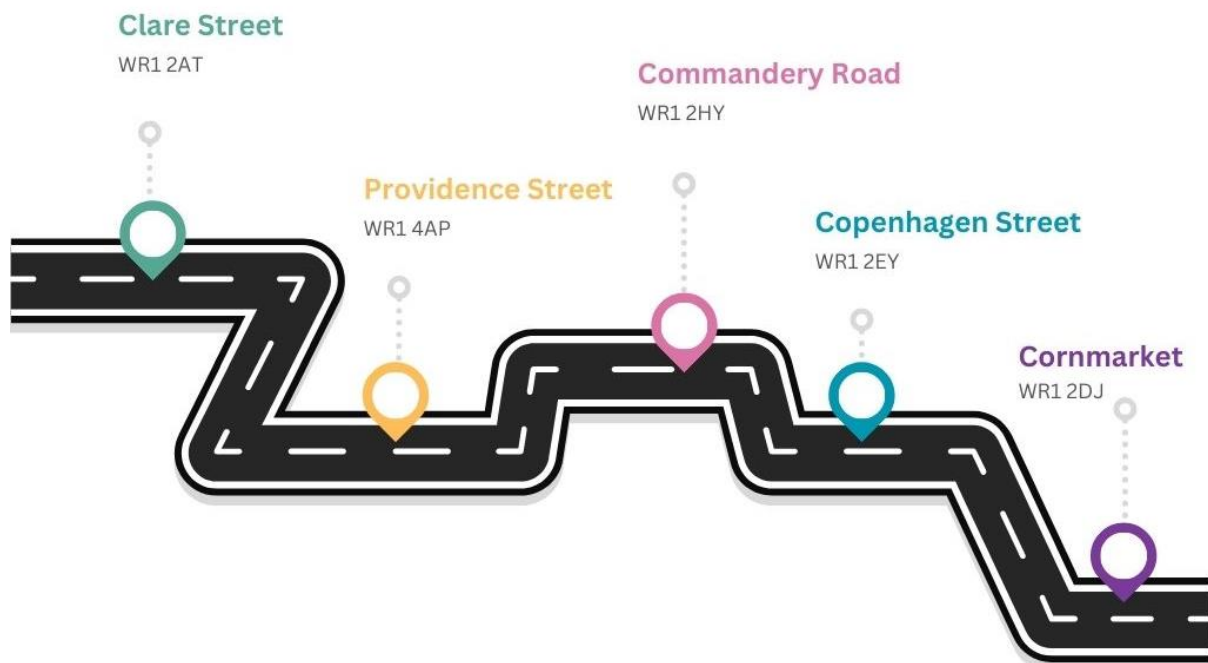 Clare Street
WR1 2AT
Providence Street
WR1 4AP
Commandery Road
WR1 2HY
Copenhagen Street
WR1 2EY
Cornmarket
WR1 2DJ